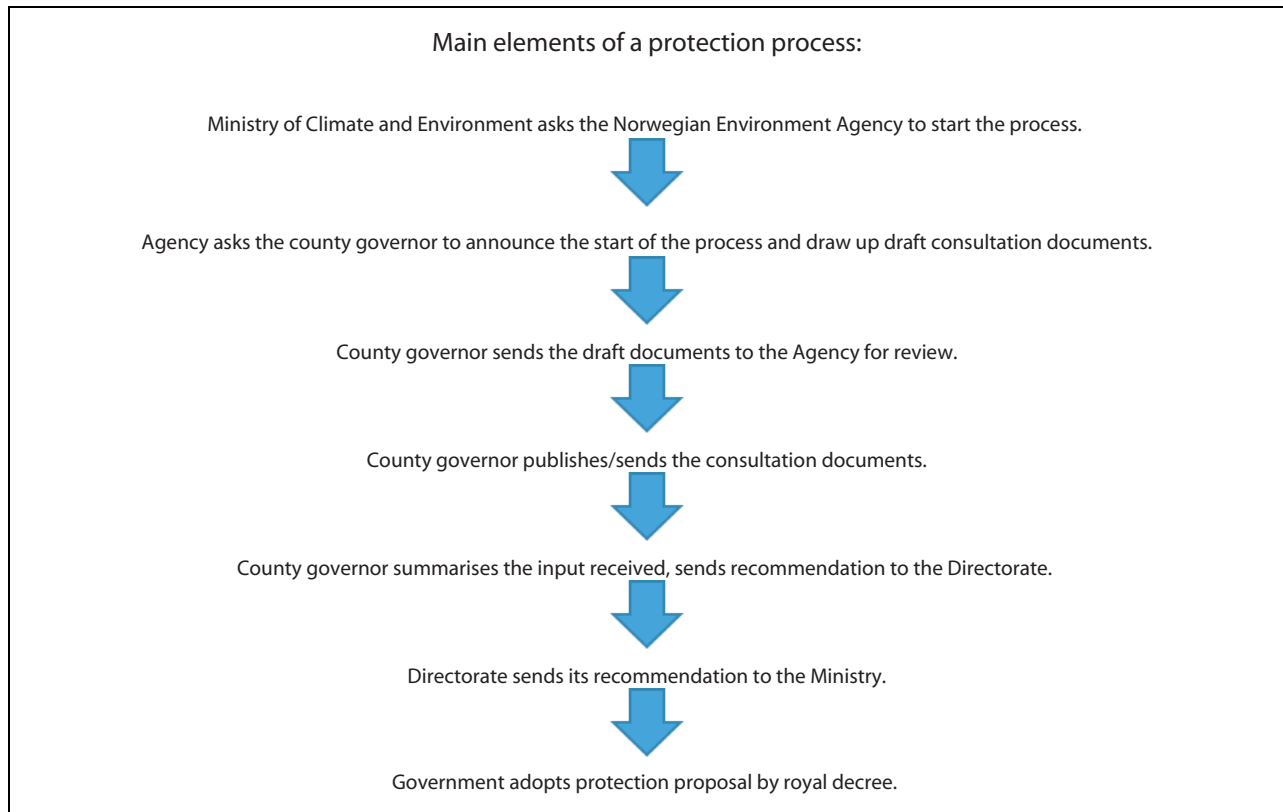 Main elements of a protection process:
Ministry of Climate and Environment asks the Norwegian Environment Agency to start the process.
Agency asks the county governor to announce the start of the process and draw up draft consultation documents.
County governor sends the draft documents to the Agency for review.
County governor publishes/sends the consultation documents.
County governor summarises the input received, sends recommendation to the Directorate.
Directorate sends its recommendation to the Ministry.
Government adopts protection proposal by royal decree.